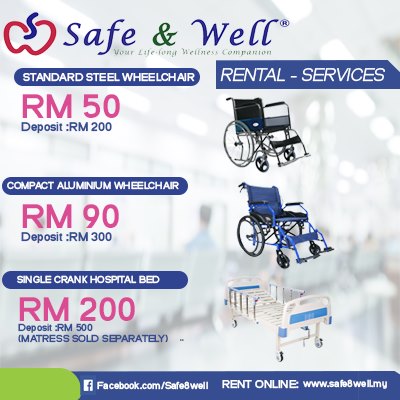 Safe & Well®
Your Life-long Wellness Companion
STANDARD STEEL WHEELCHAIR
RENTAL - SERVICES
RM 50
Deposit :RM 200
COMPACT ALUMINIUM WHEELCHAIR
RM 90
Deposit :RM 300
SINGLE CRANK HOSPITAL BED
RM 200
Deposit :RM 500
(MATRESS SOLD SEPARATELY)
Facebook.com/Safe8well
RENT ONLINE: www.safe8well.my